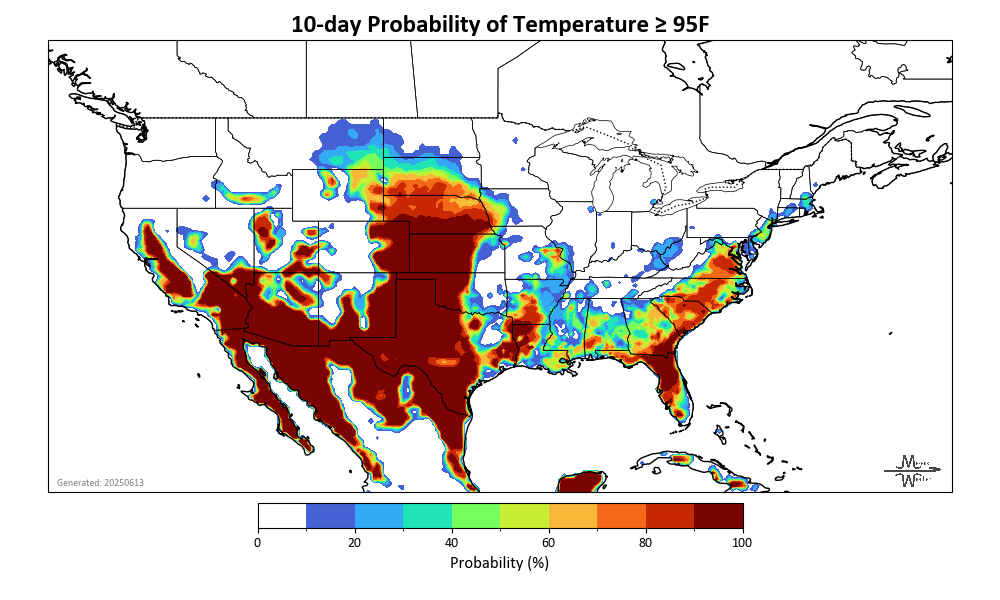 10-day Probability of Temperature ≥ 95F
Generated: 20250613
0 20 40 60 80 100
Probability (%)